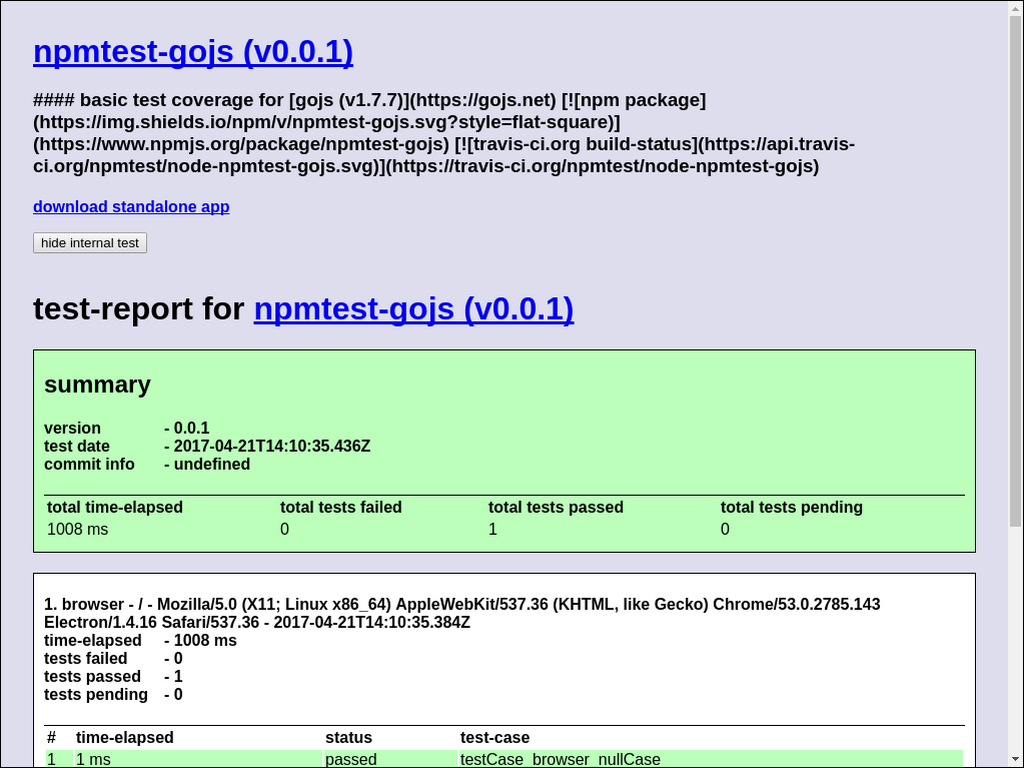 npmtest-gojs (v0.0.1)
#### basic test coverage for [gojs (v1.7.7)](https://gojs.net) [![npm package]
(https://img.shields.io/npm/v/npmtest-gojs.svg?style=flat-square)]
(https://www.npmjs.org/package/npmtest-gojs) [![travis-ci.org build-status](https://api.travis-
ci.org/npmtest/node-npmtest-gojs.svg)](https://travis-ci.org/npmtest/node-npmtest-gojs)
download standalone app
hide internal test
test-report for npmtest-gojs (v0.0.1)
summary
version - 0.0.1
test date - 2017-04-21T14:10:35.436Z
commit info - undefined
total time-elapsed total tests failed total tests passed total tests pending
1008 ms 0 1 0
1. browser - / - Mozilla/5.0 (X11; Linux x86_64) AppleWebKit/537.36 (KHTML, like Gecko) Chrome/53.0.2785.143
Electron/1.4.16 Safari/537.36 - 2017-04-21T14:10:35.384Z
time-elapsed - 1008 ms
tests failed - 0
tests passed - 1
tests pending - 0
# time-elapsed status test-case
1 1 ms passed testCase_browser_nullCase